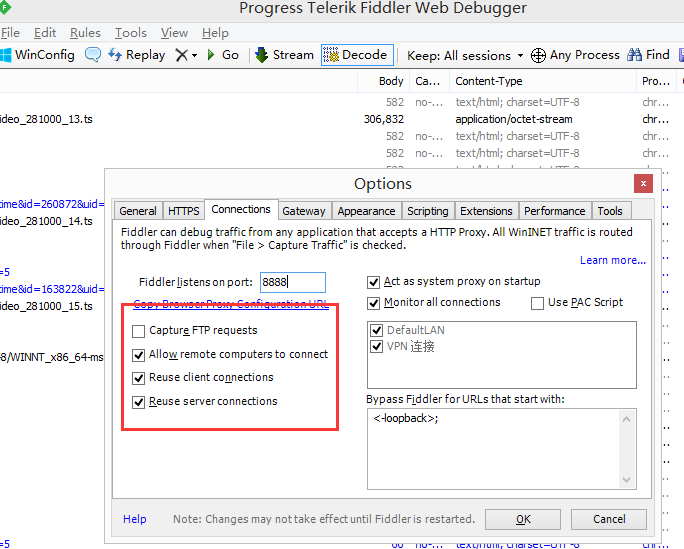 Progress Telerik Fiddler Web Debugger
File Edit Rules Tools View Help
WinConfig Replay Go Stream Decode Keep: All sessions Any Process Find
Body Ca... Content-Type Pro...
582 no-... text/html; charset=UTF-8 chr...
ideo_281000_13.ts 306,832 application/octet-stream chr...
582 no-... text/html; charset=UTF-8 chr...
582 no-... text/html; charset=UTF-8 chr...
time&id=260872&uid=
ideo_281000_14.ts
=5
time&id=163822&uid=
ideo_281000_15.ts
-8/WINNT_x86_64-ms
=5
Options
x
General HTTPS Connections Gateway Appearance Scripting Extensions Performance Tools
Fiddler can debug traffic from any application that accepts a HTTP Proxy. All WinINET traffic is routed
through Fiddler when "File > Capture Traffic" is checked.
Learn more...
Fiddler listens on port: 8888
Copy Browser Proxy Configuration URL
Capture FTP requests
Allow remote computers to connect
Reuse client connections
Reuse server connections
Act as system proxy on startup
Monitor all connections Use PAC Script
DefaultLAN
VPN 连接
Bypass Fiddler for URLs that start with:
<-loopback>;
Help Note: Changes may not take effect until Fiddler is restarted. OK Cancel